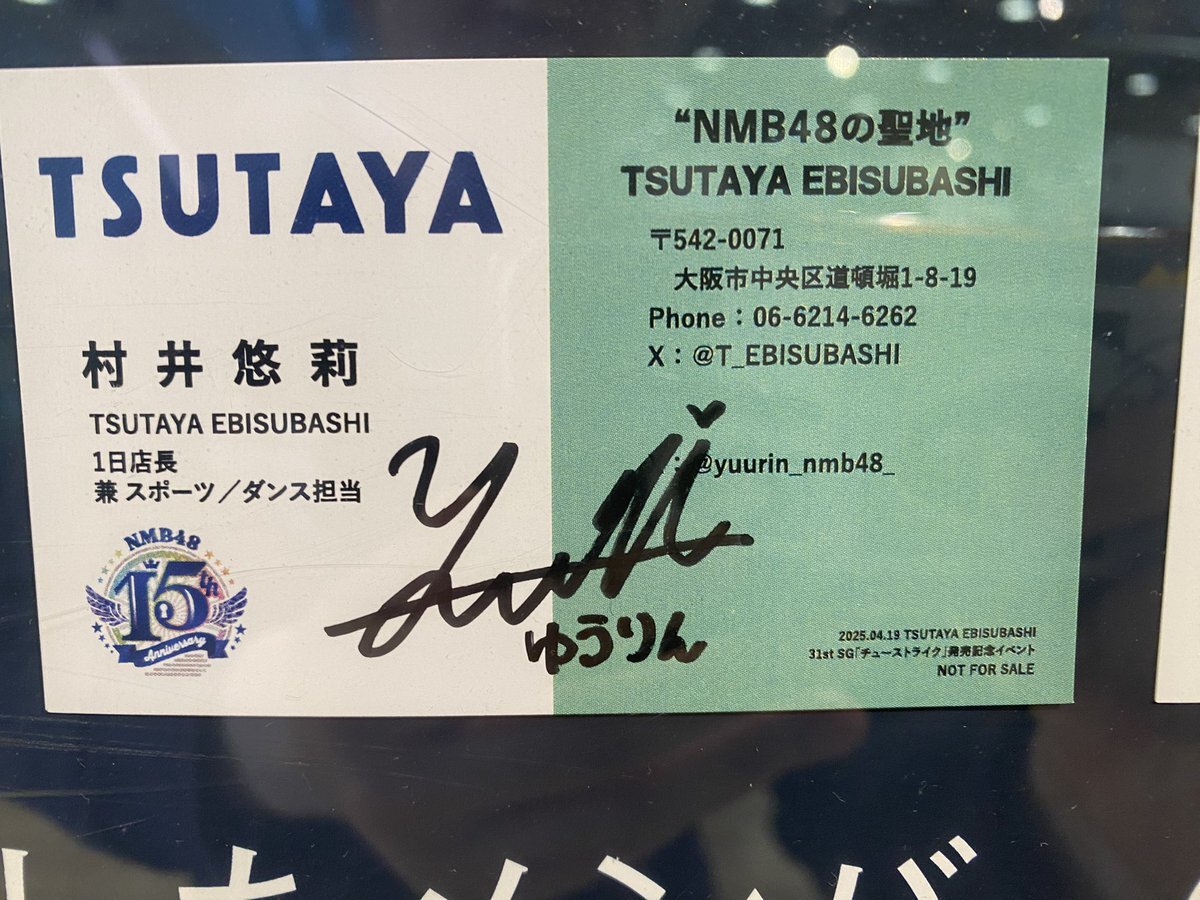 TSUTAYA
村井悠莉
TSUTAYA EBISUBASHI
1日店長
兼 スポーツ／ダンス担当
NMB48
15th
Anniversary
“NMB48の聖地”
TSUTAYA EBISUBASHI
〒542-0071
大阪市中央区道頓堀1-8-19
Phone：06-6214-6262
X：@T_EBISUBASHI
：@yuurin_nmb48_
ゆうりん
2025.04.19 TSUTAYA EBISUBASHI
31st SG「チューストライク」発売記念イベント
NOT FOR SALE